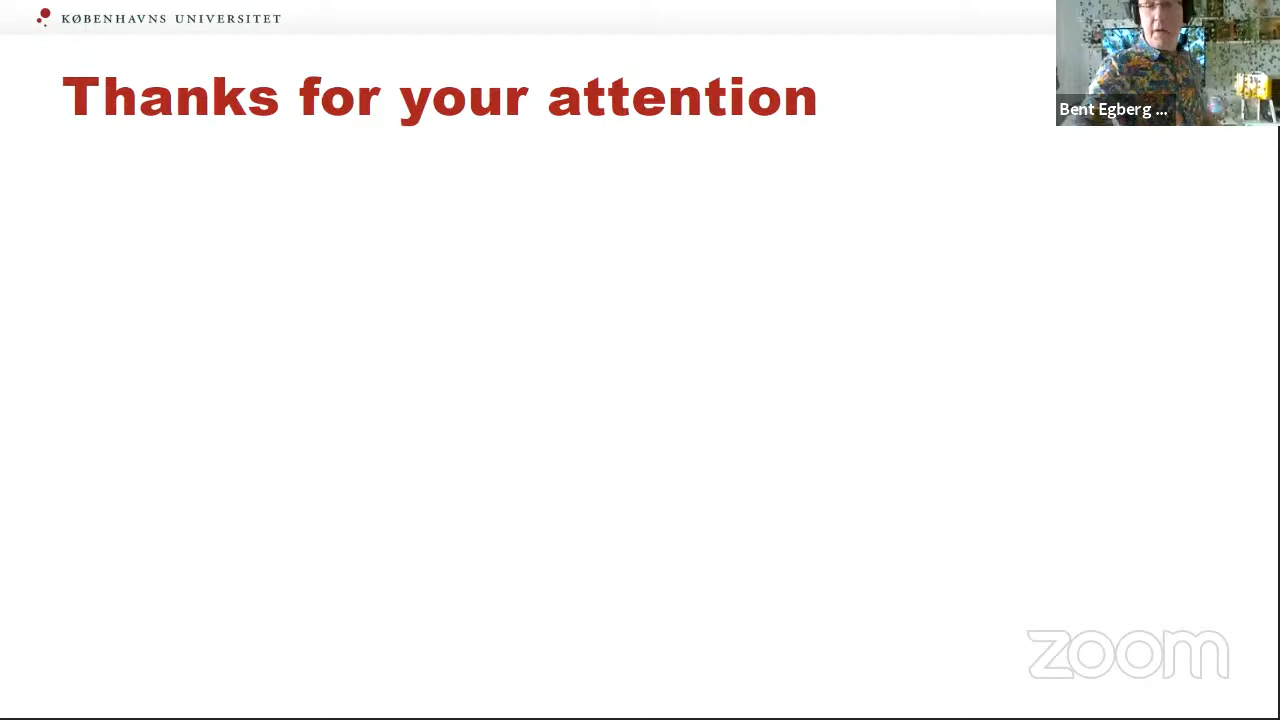 KØBENHAVNS UNIVERSITET
Thanks for your attention
Bent Egberg ...
zoom